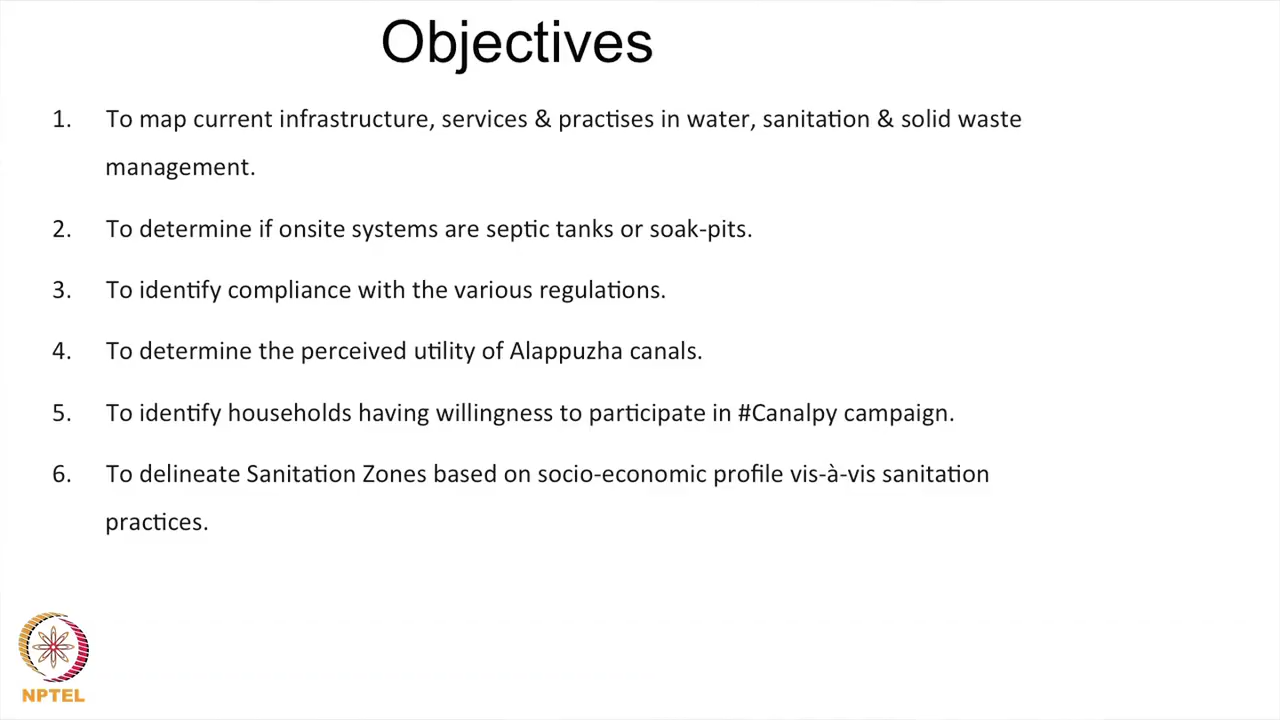 Objectives
1. To map current infrastructure, services & practises in water, sanitation & solid waste
management.
2. To determine if onsite systems are septic tanks or soak-pits.
3. To identify compliance with the various regulations.
4. To determine the perceived utility of Alappuzha canals.
5. To identify households having willingness to participate in #Canalpy campaign.
6. To delineate Sanitation Zones based on socio-economic profile vis-à-vis sanitation
practices.
NPTEL